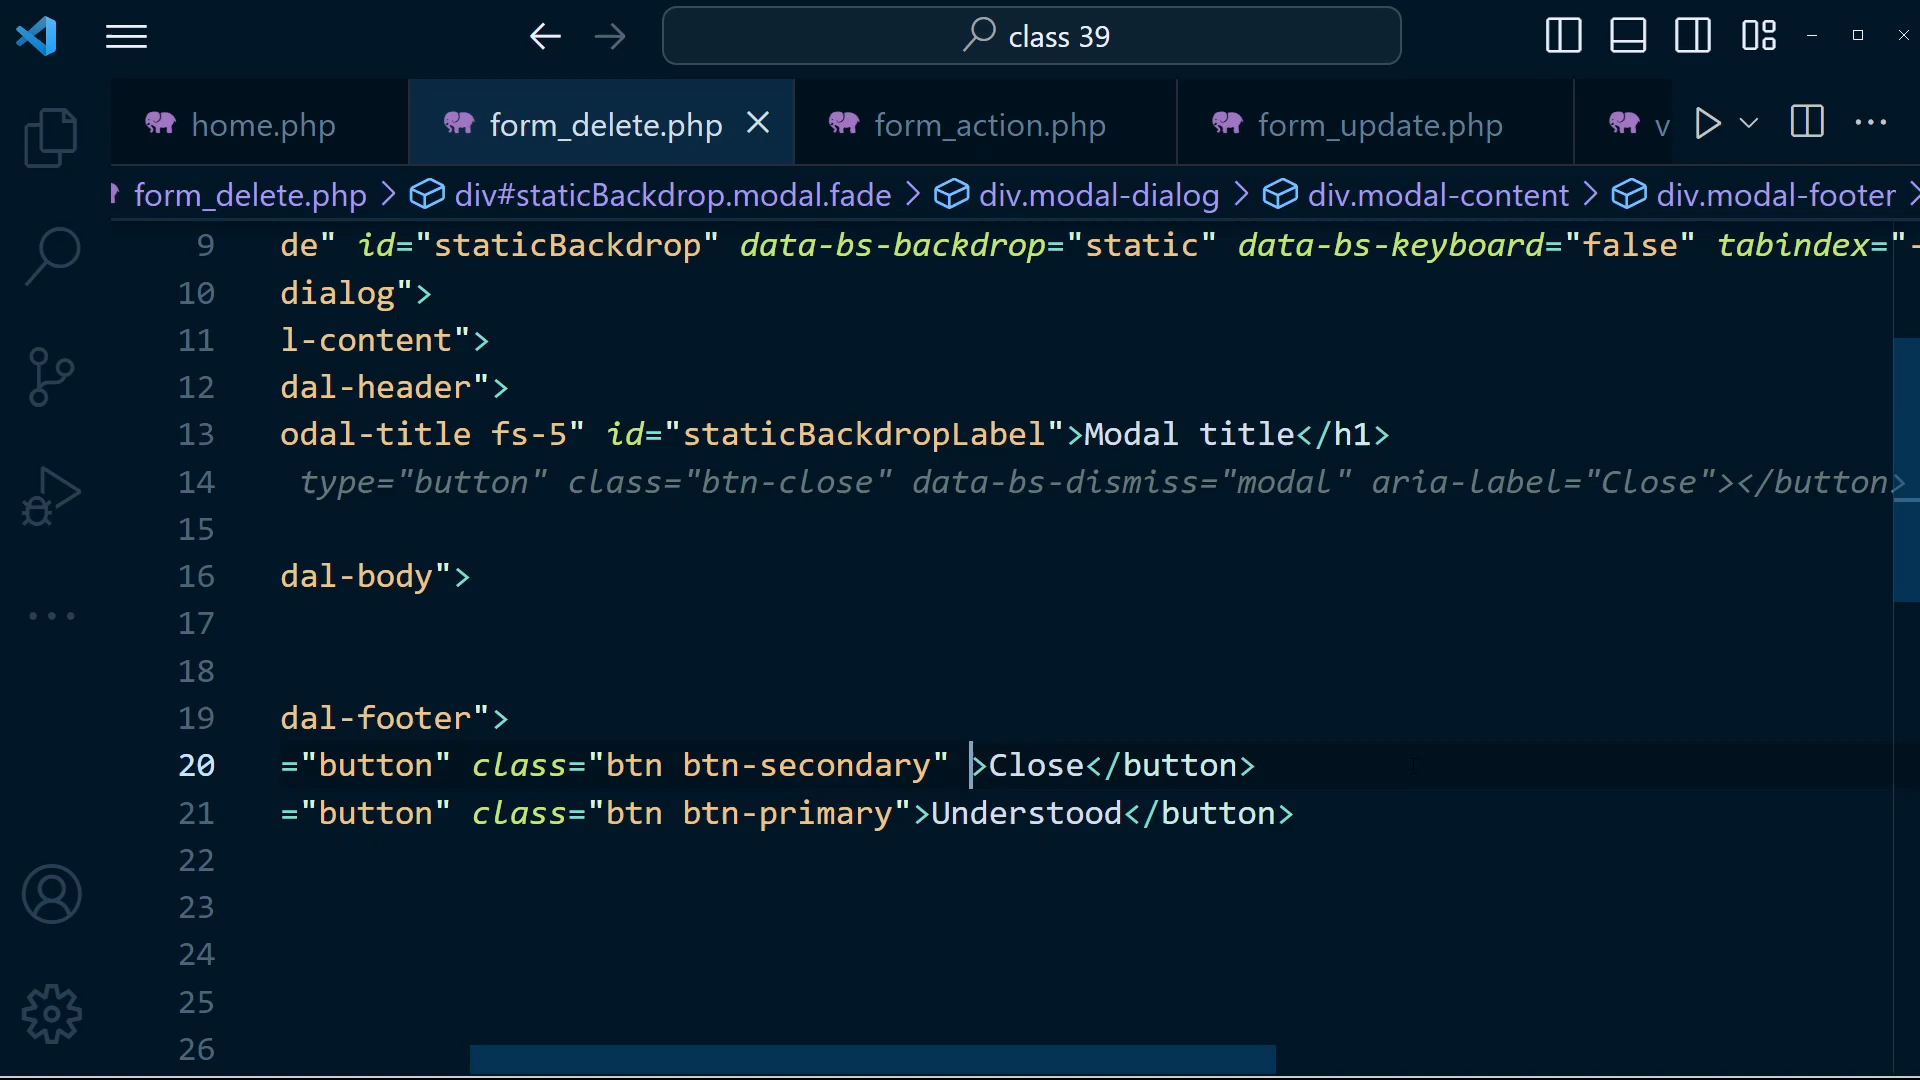 class 39
home.php form_delete.php form_action.php form_update.php v
form_delete.php > div#staticBackdrop.modal.fade > div.modal-dialog > div.modal-content > div.modal-footer >
9 de" id="staticBackdrop" data-bs-backdrop="static" data-bs-keyboard="false" tabindex="-
10 dialog">
11 l-content">
12 dal-header">
13 odal-title fs-5" id="staticBackdropLabel">Modal title</h1>
14 type="button" class="btn-close" data-bs-dismiss="modal" aria-label="Close"></button>
15
16 dal-body">
17
18
19 dal-footer">
20 ="button" class="btn btn-secondary" >Close</button>
21 ="button" class="btn btn-primary">Understood</button>
22
23
24
25
26